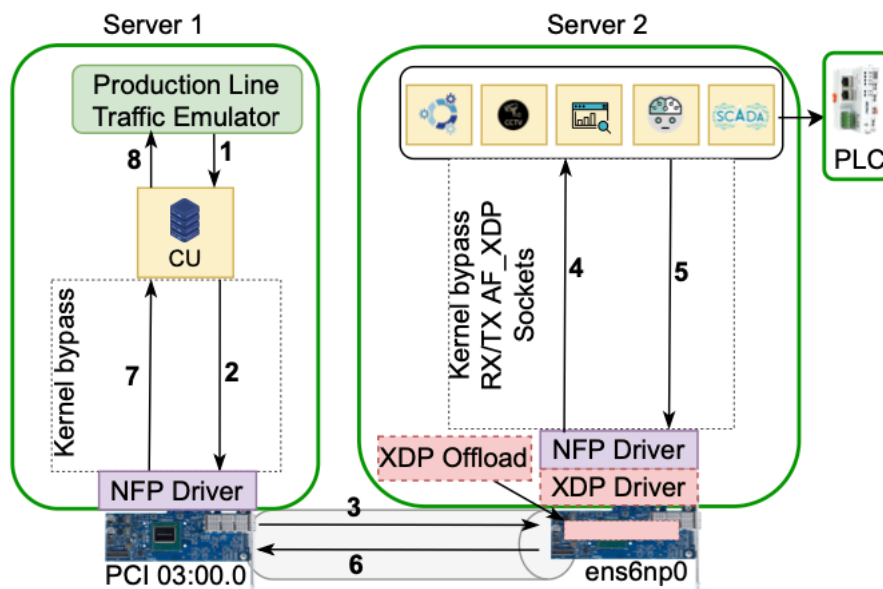 Server 1
Server 2
Production Line
Traffic Emulator
CCTV
SCADA
PLC
8
1
CU
Kernel bypass
7
2
Kernel bypass
RX/TX AF_XDP
Sockets
4
5
XDP Offload
NFP Driver
XDP Driver
NFP Driver
3
6
PCI 03:00.0
ens6np0